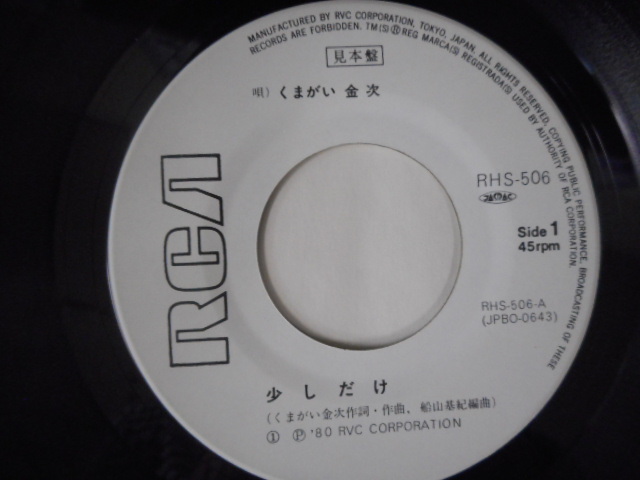 MANUFACTURED BY RVC CORPORATION, TOKYO, JAPAN. ALL RIGHTS RESERVED. COPYING PUBLIC PERFORMANCE, BROADCASTING OF THESE
RECORDS ARE FORBIDDEN. TM(S)® REG MARCA(S) REGISTRADA(S) USED BY AUTHORITY OF RCA CORPORATION.
見本盤
唄) くまがい 金次
RCA
RHS-506
Side 1
45rpm
RHS-506-A
(JPBO-0643)
少しだけ
(くまがい金次作詞・作曲、船山基紀編曲)
① Ⓟ '80 RVC CORPORATION